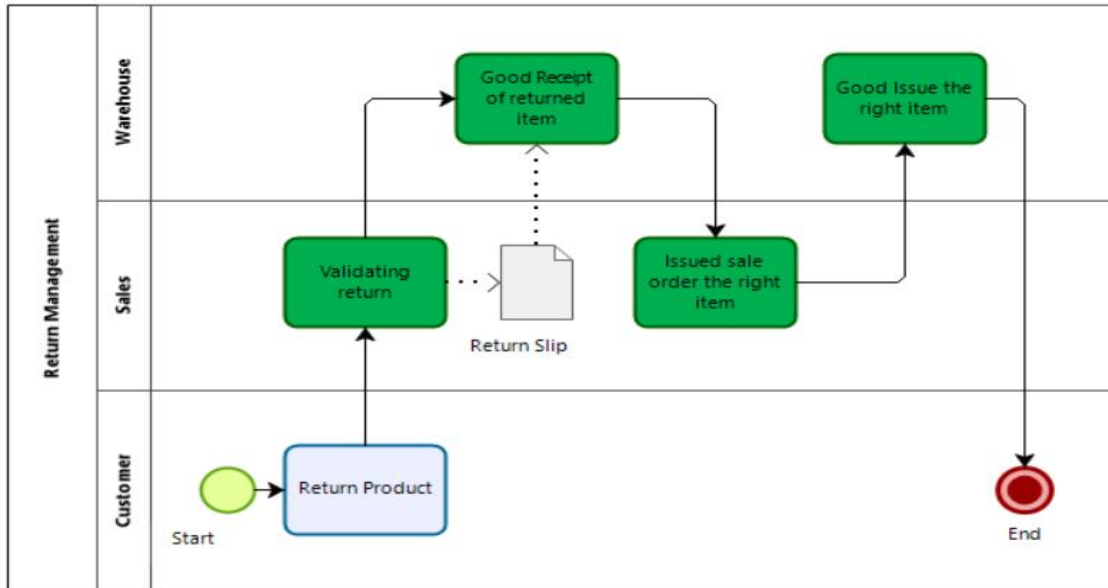 Return Management
Warehouse
Good Receipt
of returned
item
Good Issue the
right item
Sales
Validating
return
Return Slip
Issued sale
order the right
item
Customer
Start
Return Product
End